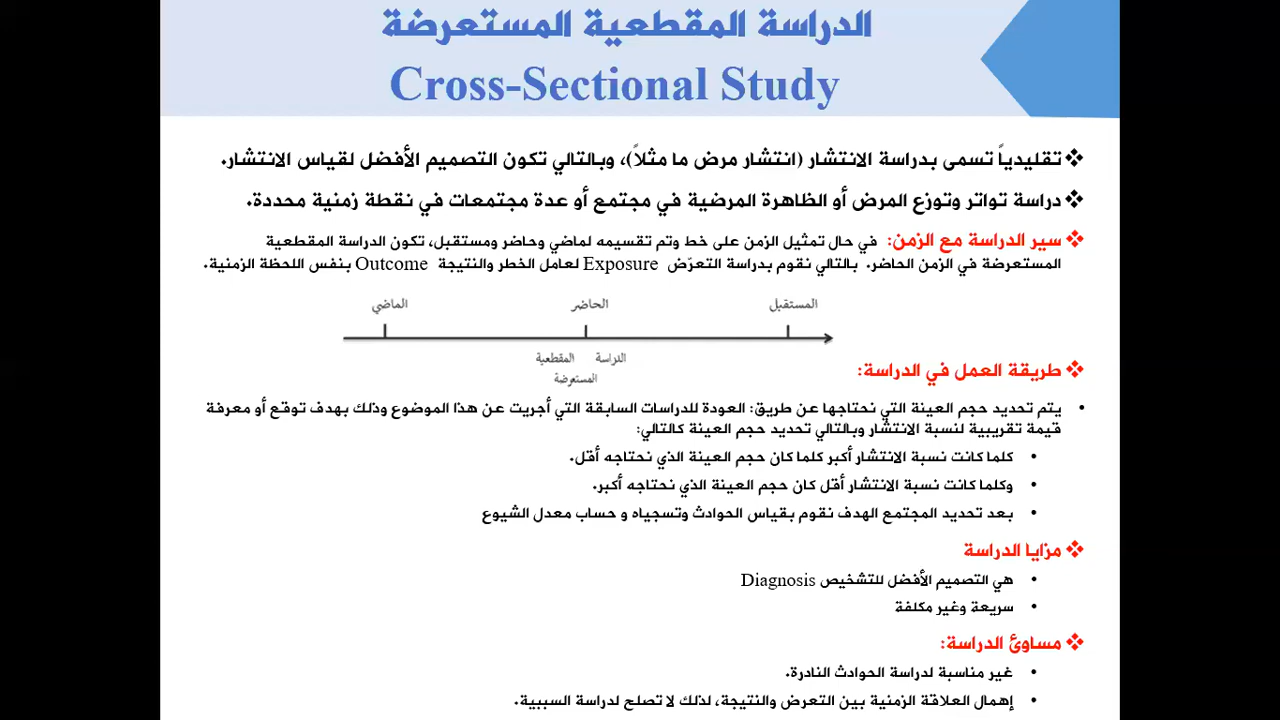 الدراسة المقطعية المستعرضة
Cross-Sectional Study
❖ تقليدياً تسمى بدراسة الانتشار (انتشار مرض ما مثلاً)، وبالتالي تكون التصميم الأفضل لقياس الانتشار.
❖ دراسة تواتر وتوزع المرض أو الظاهرة المرضية في مجتمع أو عدة مجتمعات في نقطة زمنية محددة.
❖ سير الدراسة مع الزمن: في حال تمثيل الزمن على خط وتم تقسيمه لماضي وحاضر ومستقبل، تكون الدراسة المقطعية
المستعرضة في الزمن الحاضر. بالتالي نقوم بدراسة التعرّض Exposure لعامل الخطر والنتيجة Outcome بنفس اللحظة الزمنية.
المستقبل الحاضر الماضي
الدراسة المقطعية
المستعرضة
❖ طريقة العمل في الدراسة:
• يتم تحديد حجم العينة التي نحتاجها عن طريق: العودة للدراسات السابقة التي أجريت عن هذا الموضوع وذلك بهدف توقع أو معرفة
قيمة تقريبية لنسبة الانتشار وبالتالي تحديد حجم العينة كالتالي:
• كلما كانت نسبة الانتشار أكبر كلما كان حجم العينة الذي نحتاجه أقل.
• وكلما كانت نسبة الانتشار أقل كان حجم العينة الذي نحتاجه أكبر.
• بعد تحديد المجتمع الهدف نقوم بقياس الحوادث وتسجياه و حساب معدل الشيوع
❖ مزايا الدراسة
• هي التصميم الأفضل للتشخيص Diagnosis
• سريعة وغير مكلفة
❖ مساوئ الدراسة:
• غير مناسبة لدراسة الحوادث النادرة.
• إهمال العلاقة الزمنية بين التعرض والنتيجة، لذلك لا تصلح لدراسة السببية.